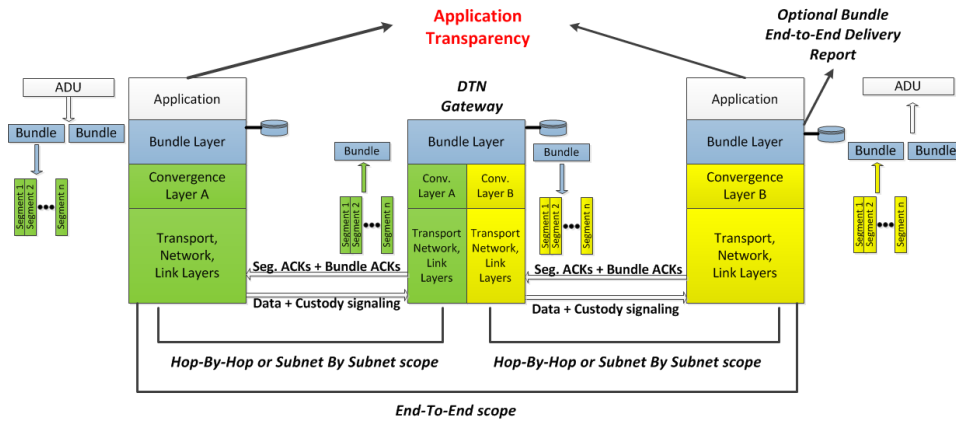 Application
Transparency
Optional Bundle
End-to-End Delivery
Report
ADU
Bundle
Bundle
Segment 1
Segment 2
Segment n
Application
Bundle Layer
Convergence
Layer A
Transport,
Network,
Link Layers
Bundle
Segment 1
Segment 2
Segment n
DTN
Gateway
Bundle Layer
Conv.
Layer A
Conv.
Layer B
Transport
Network,
Link
Layers
Transport
Network,
Link
Layers
Bundle
Segment 1
Segment 2
Segment n
Application
Bundle Layer
Convergence
Layer B
Transport,
Network,
Link Layers
ADU
Bundle
Bundle
Segment 1
Segment 2
Segment n
Seg. ACKs + Bundle ACKs
Data + Custody signaling
Seg. ACKs + Bundle ACKs
Data + Custody signaling
Hop-By-Hop or Subnet By Subnet scope
Hop-By-Hop or Subnet By Subnet scope
End-To-End scope